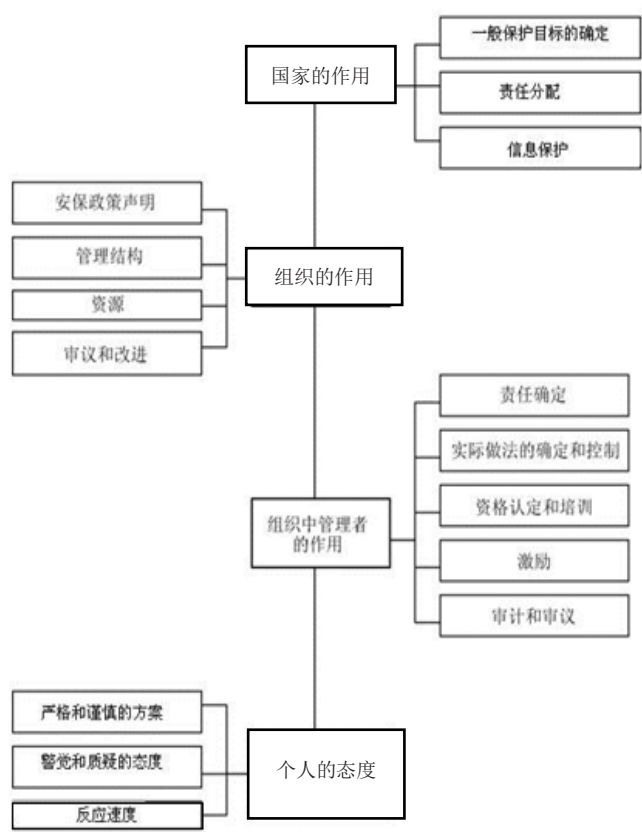 国家的作用
一般保护目标的确定
责任分配
信息保护
组织的作用
安保政策声明
管理结构
资源
审议和改进
组织中管理者
的作用
责任确定
实际做法的确定和控制
资格认定和培训
激励
审计和审议
个人的态度
严格和谨慎的方案
警觉和质疑的态度
反应速度